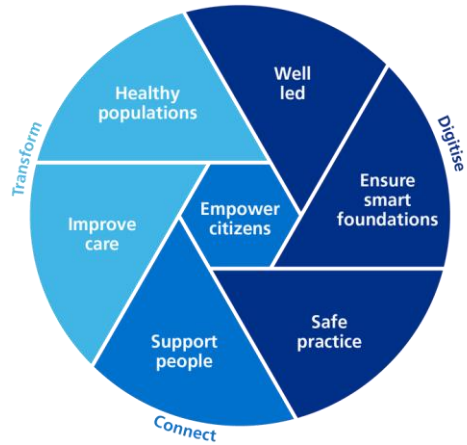 Well
led
Digitise
Ensure
smart
foundations
Safe
practice
Connect
Support
people
Improve
care
Transform
Healthy
populations
Empower
citizens